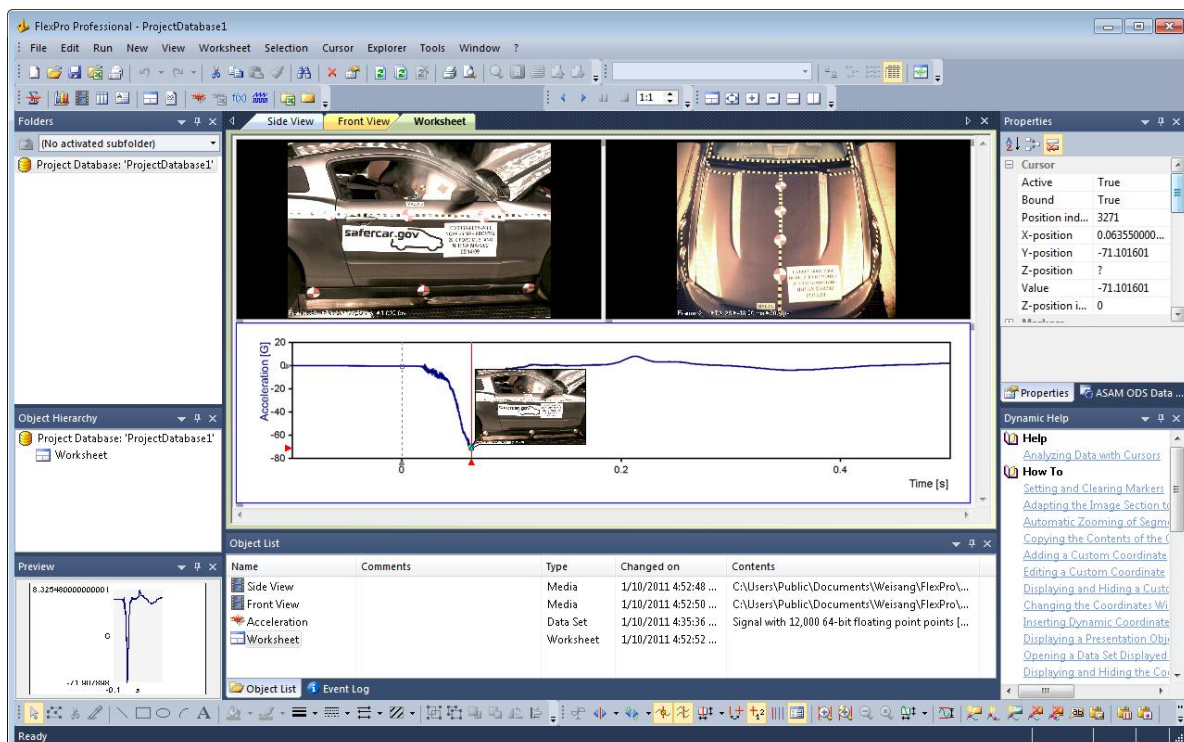 FlexPro Professional - ProjectDatabase1
File Edit Run New View Worksheet Selection Cursor Explorer Tools Window ?
1:1
Folders
(No activated subfolder)
Project Database: 'ProjectDatabase1'
Object Hierarchy
Project Database: 'ProjectDatabase1'
Worksheet
Preview
G
-0.1 s
Side View Front View Worksheet
safercar.gov
Acceleration [G]
20
0
-20
-40
-60
-80
0 0.2 0.4
Time [s]
Object List
Name Comments Type Changed on Contents
Side View Media 1/10/2011 4:52:48 ... C:\Users\Public\Documents\Weisang\FlexPro\...
Front View Media 1/10/2011 4:52:50 ... C:\Users\Public\Documents\Weisang\FlexPro\...
Acceleration Data Set 1/10/2011 4:35:36 ... Signal with 12,000 64-bit floating point points [...
Worksheet Worksheet 1/10/2011 4:52:52 ...
Object List Event Log
Properties
Cursor
Active True
Bound True
Position ind... 3271
X-position 0.063550000...
Y-position -71.101601
Z-position ?
Value -71.101601
Z-position i... 0
Properties ASAM ODS Data ...
Dynamic Help
Help
Analyzing Data with Cursors
How To
Setting and Clearing Markers
Adapting the Image Section to
Automatic Zooming of Segm
Copying the Contents of the C
Adding a Custom Coordinate
Editing a Custom Coordinate
Displaying and Hiding a Custo
Changing the Coordinates Wi
Inserting Dynamic Coordinate
Displaying a Presentation Obj
Opening a Data Set Displayed
Displaying and Hiding the Co
Ready